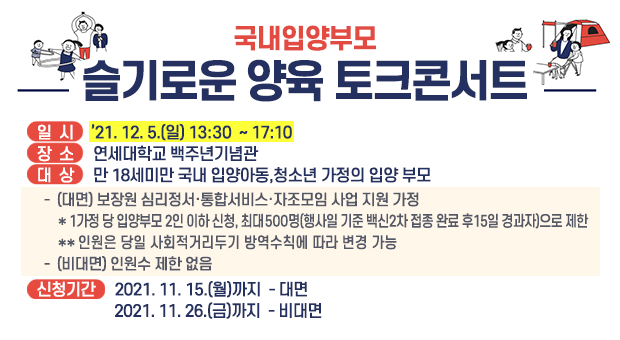 국내입양부모
슬기로운 양육 토크콘서트
일 시 '21. 12. 5.(일) 13:30 ~ 17:10
장 소 연세대학교 백주년기념관
대 상 만 18세미만 국내 입양아동,청소년 가정의 입양 부모
- (대면) 보장원 심리정서·통합서비스·자조모임 사업 지원 가정
* 1가정 당 입양부모 2인 이하 신청, 최대 500명(행사일 기준 백신2차 접종 완료 후 15일 경과자)으로 제한
** 인원은 당일 사회적거리두기 방역수칙에 따라 변경 가능
- (비대면) 인원수 제한 없음
신청기간 2021. 11. 15.(월)까지 - 대면
2021. 11. 26.(금)까지 - 비대면